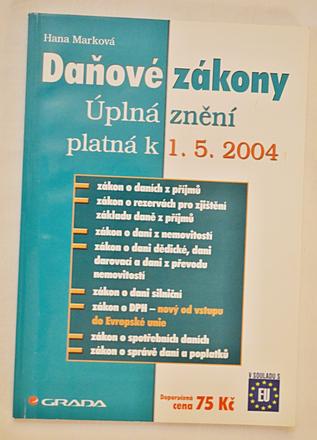 Hana Marková
Daňové zákony
Úplná znění
platná k 1. 5. 2004
zákon o daních z příjmů
zákon o rezervách pro zjištění
základu daně z příjmů
zákon o dani z nemovitostí
zákon o dani dědické, dani
darovací a dani z převodu
nemovitostí
zákon o dani silniční
zákon o DPH – nový od vstupu
do Evropské unie
zákon o spotřebních daních
zákon o správě daní a poplatků
GRADA
Doporučená
cena 75 Kč
V SOULADU S
EU